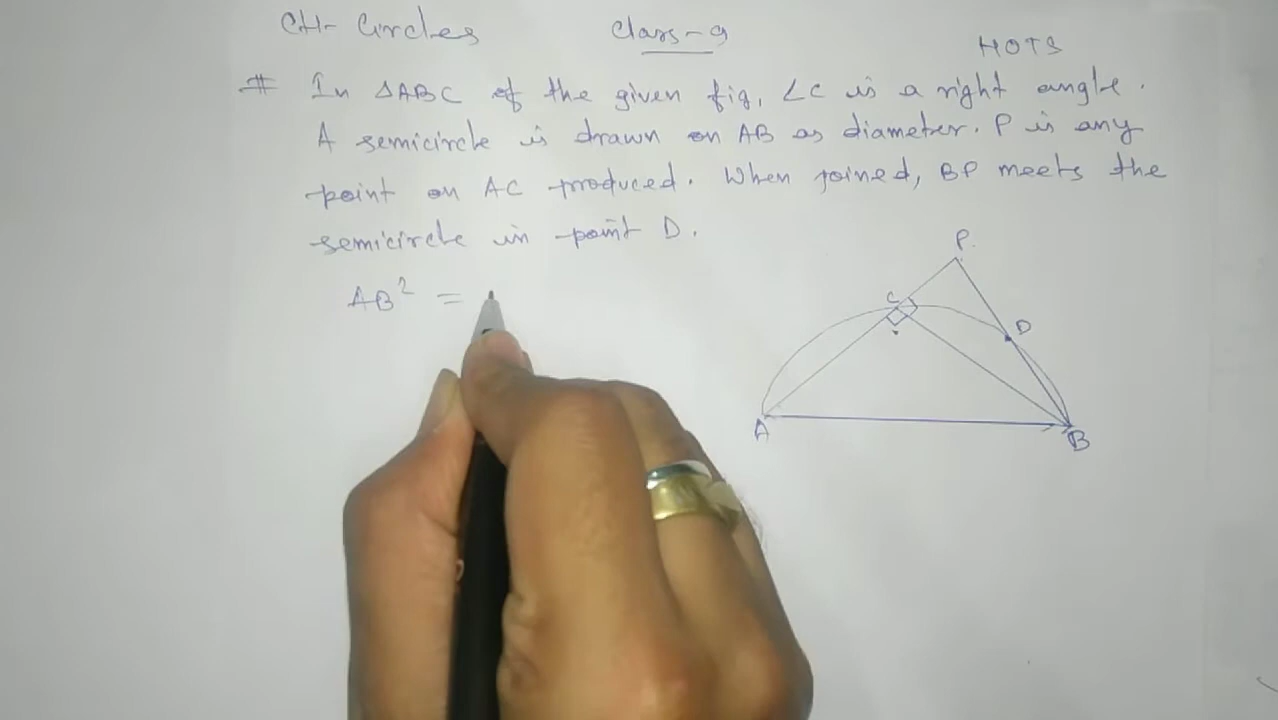 CH- Circles Class-9 HOTS
# In △ABC of the given fig, ∠C is a right angle.
A semicircle is drawn on AB as diameter. P is any
point on AC produced. When joined, BP meets the
semicircle in point D.
AB² =
P.
C
D
A
B